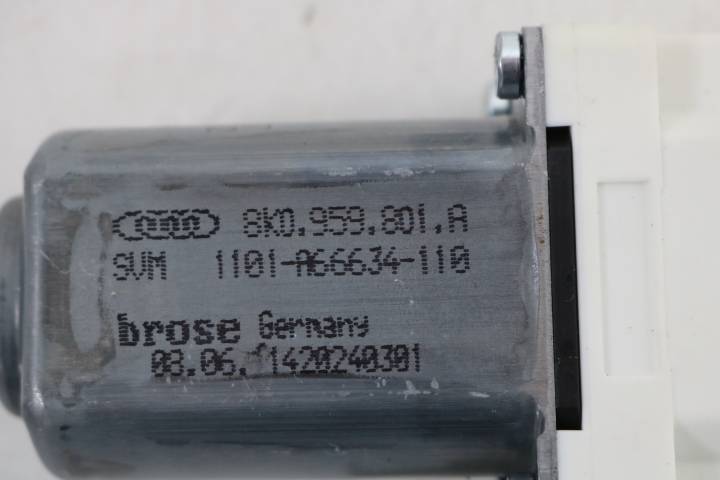 8K0.959.801.A
SVM 1101-A66634-110
brose Germany
08.06. 1420240301